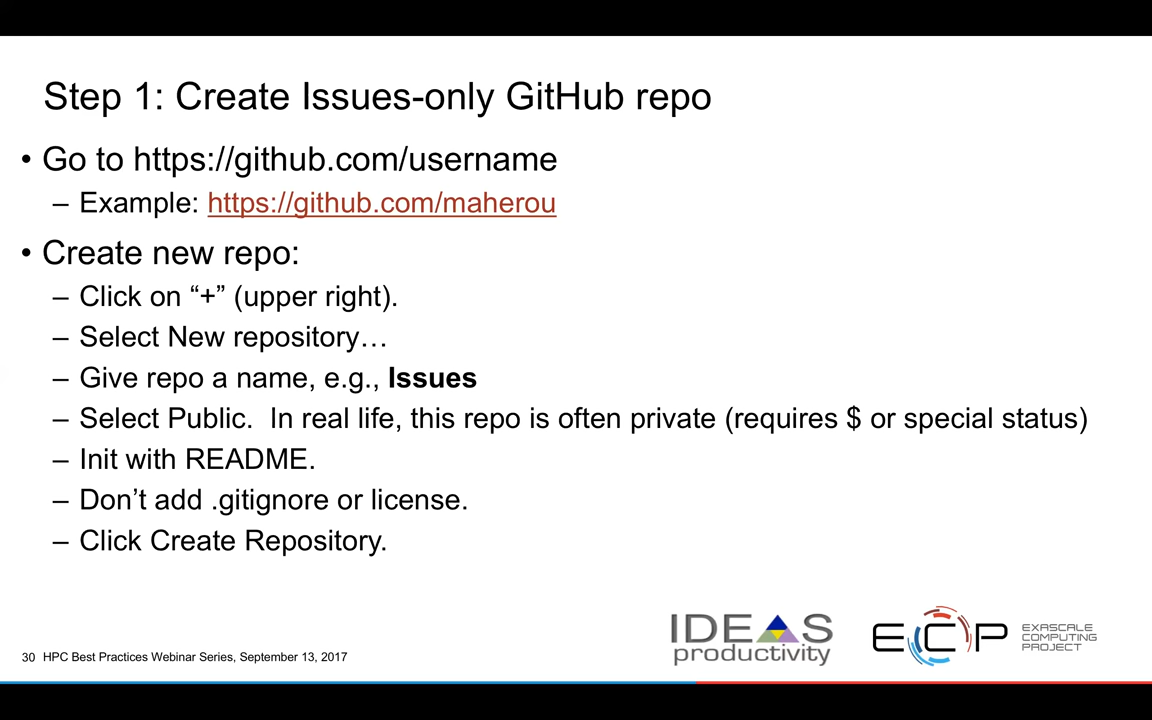 Step 1: Create Issues-only GitHub repo
• Go to https://github.com/username
– Example: https://github.com/maherou
• Create new repo:
– Click on “+” (upper right).
– Select New repository…
– Give repo a name, e.g., Issues
– Select Public.  In real life, this repo is often private (requires $ or special status)
– Init with README.
– Don’t add .gitignore or license.
– Click Create Repository.
IDEAS
productivity
ECP
EXASCALE
COMPUTING
PROJECT
30 HPC Best Practices Webinar Series, September 13, 2017